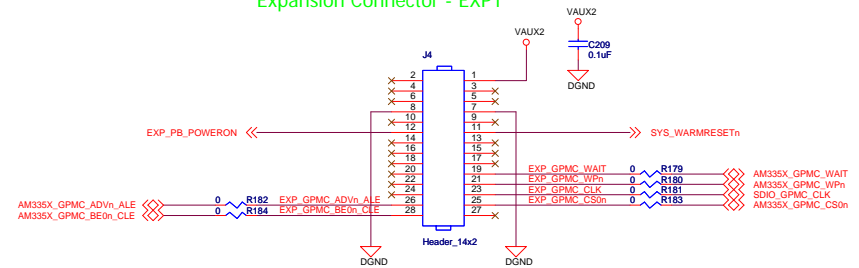 Expansion Connector - EXP1
VAUX2
VAUX2
C209
0.1uF
DGND
J4
2 1
4 3
6 5
8 7
10 9
EXP_PB_POWERON 12 11 SYS_WARMRESETn
14 13
16 15
18 17
20 19 EXP_GPMC_WAIT 0 R179 AM335X_GPMC_WAIT
22 21 EXP_GPMC_WPn 0 R180 AM335X_GPMC_WPn
24 23 EXP_GPMC_CLK 0 R181 SDIO_GPMC_CLK
AM335X_GPMC_ADVn_ALE 0 R182 EXP_GPMC_ADVn_ALE 26 25 EXP_GPMC_CS0n 0 R183 AM335X_GPMC_CS0n
AM335X_GPMC_BE0n_CLE 0 R184 EXP_GPMC_BE0n_CLE 28 27
Header_14x2
DGND DGND